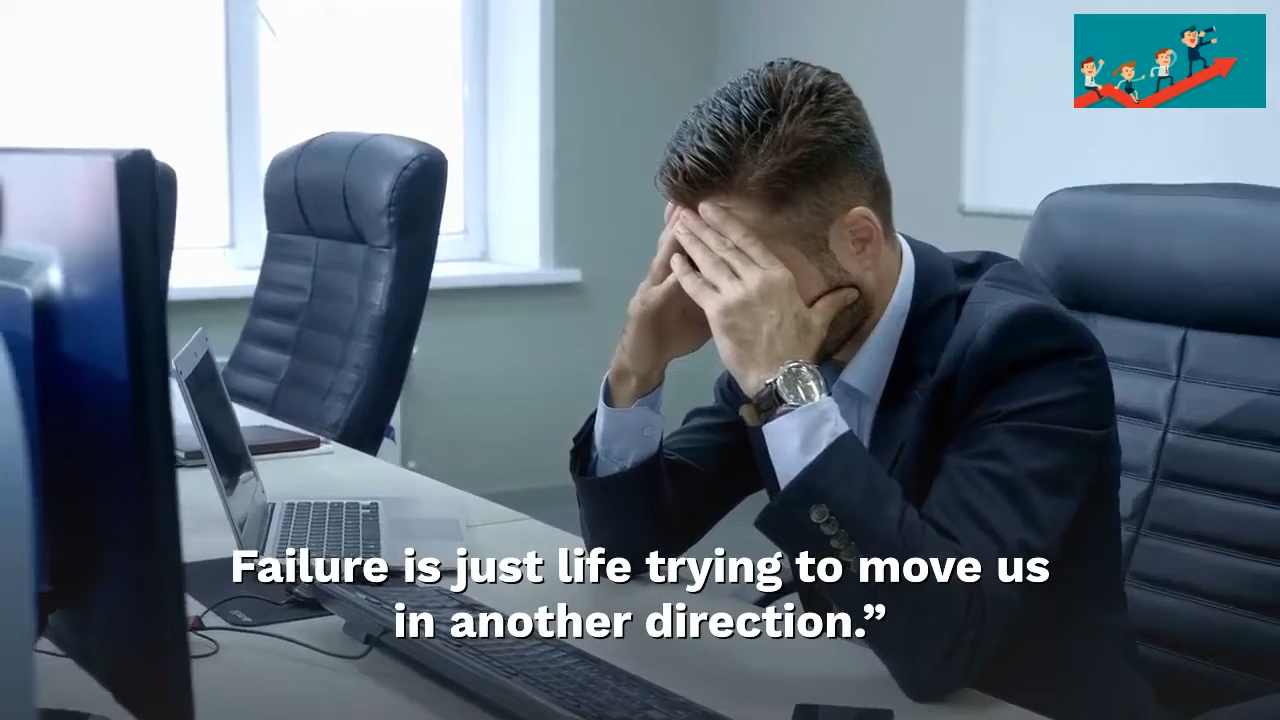 Failure is just life trying to move us
in another direction.”